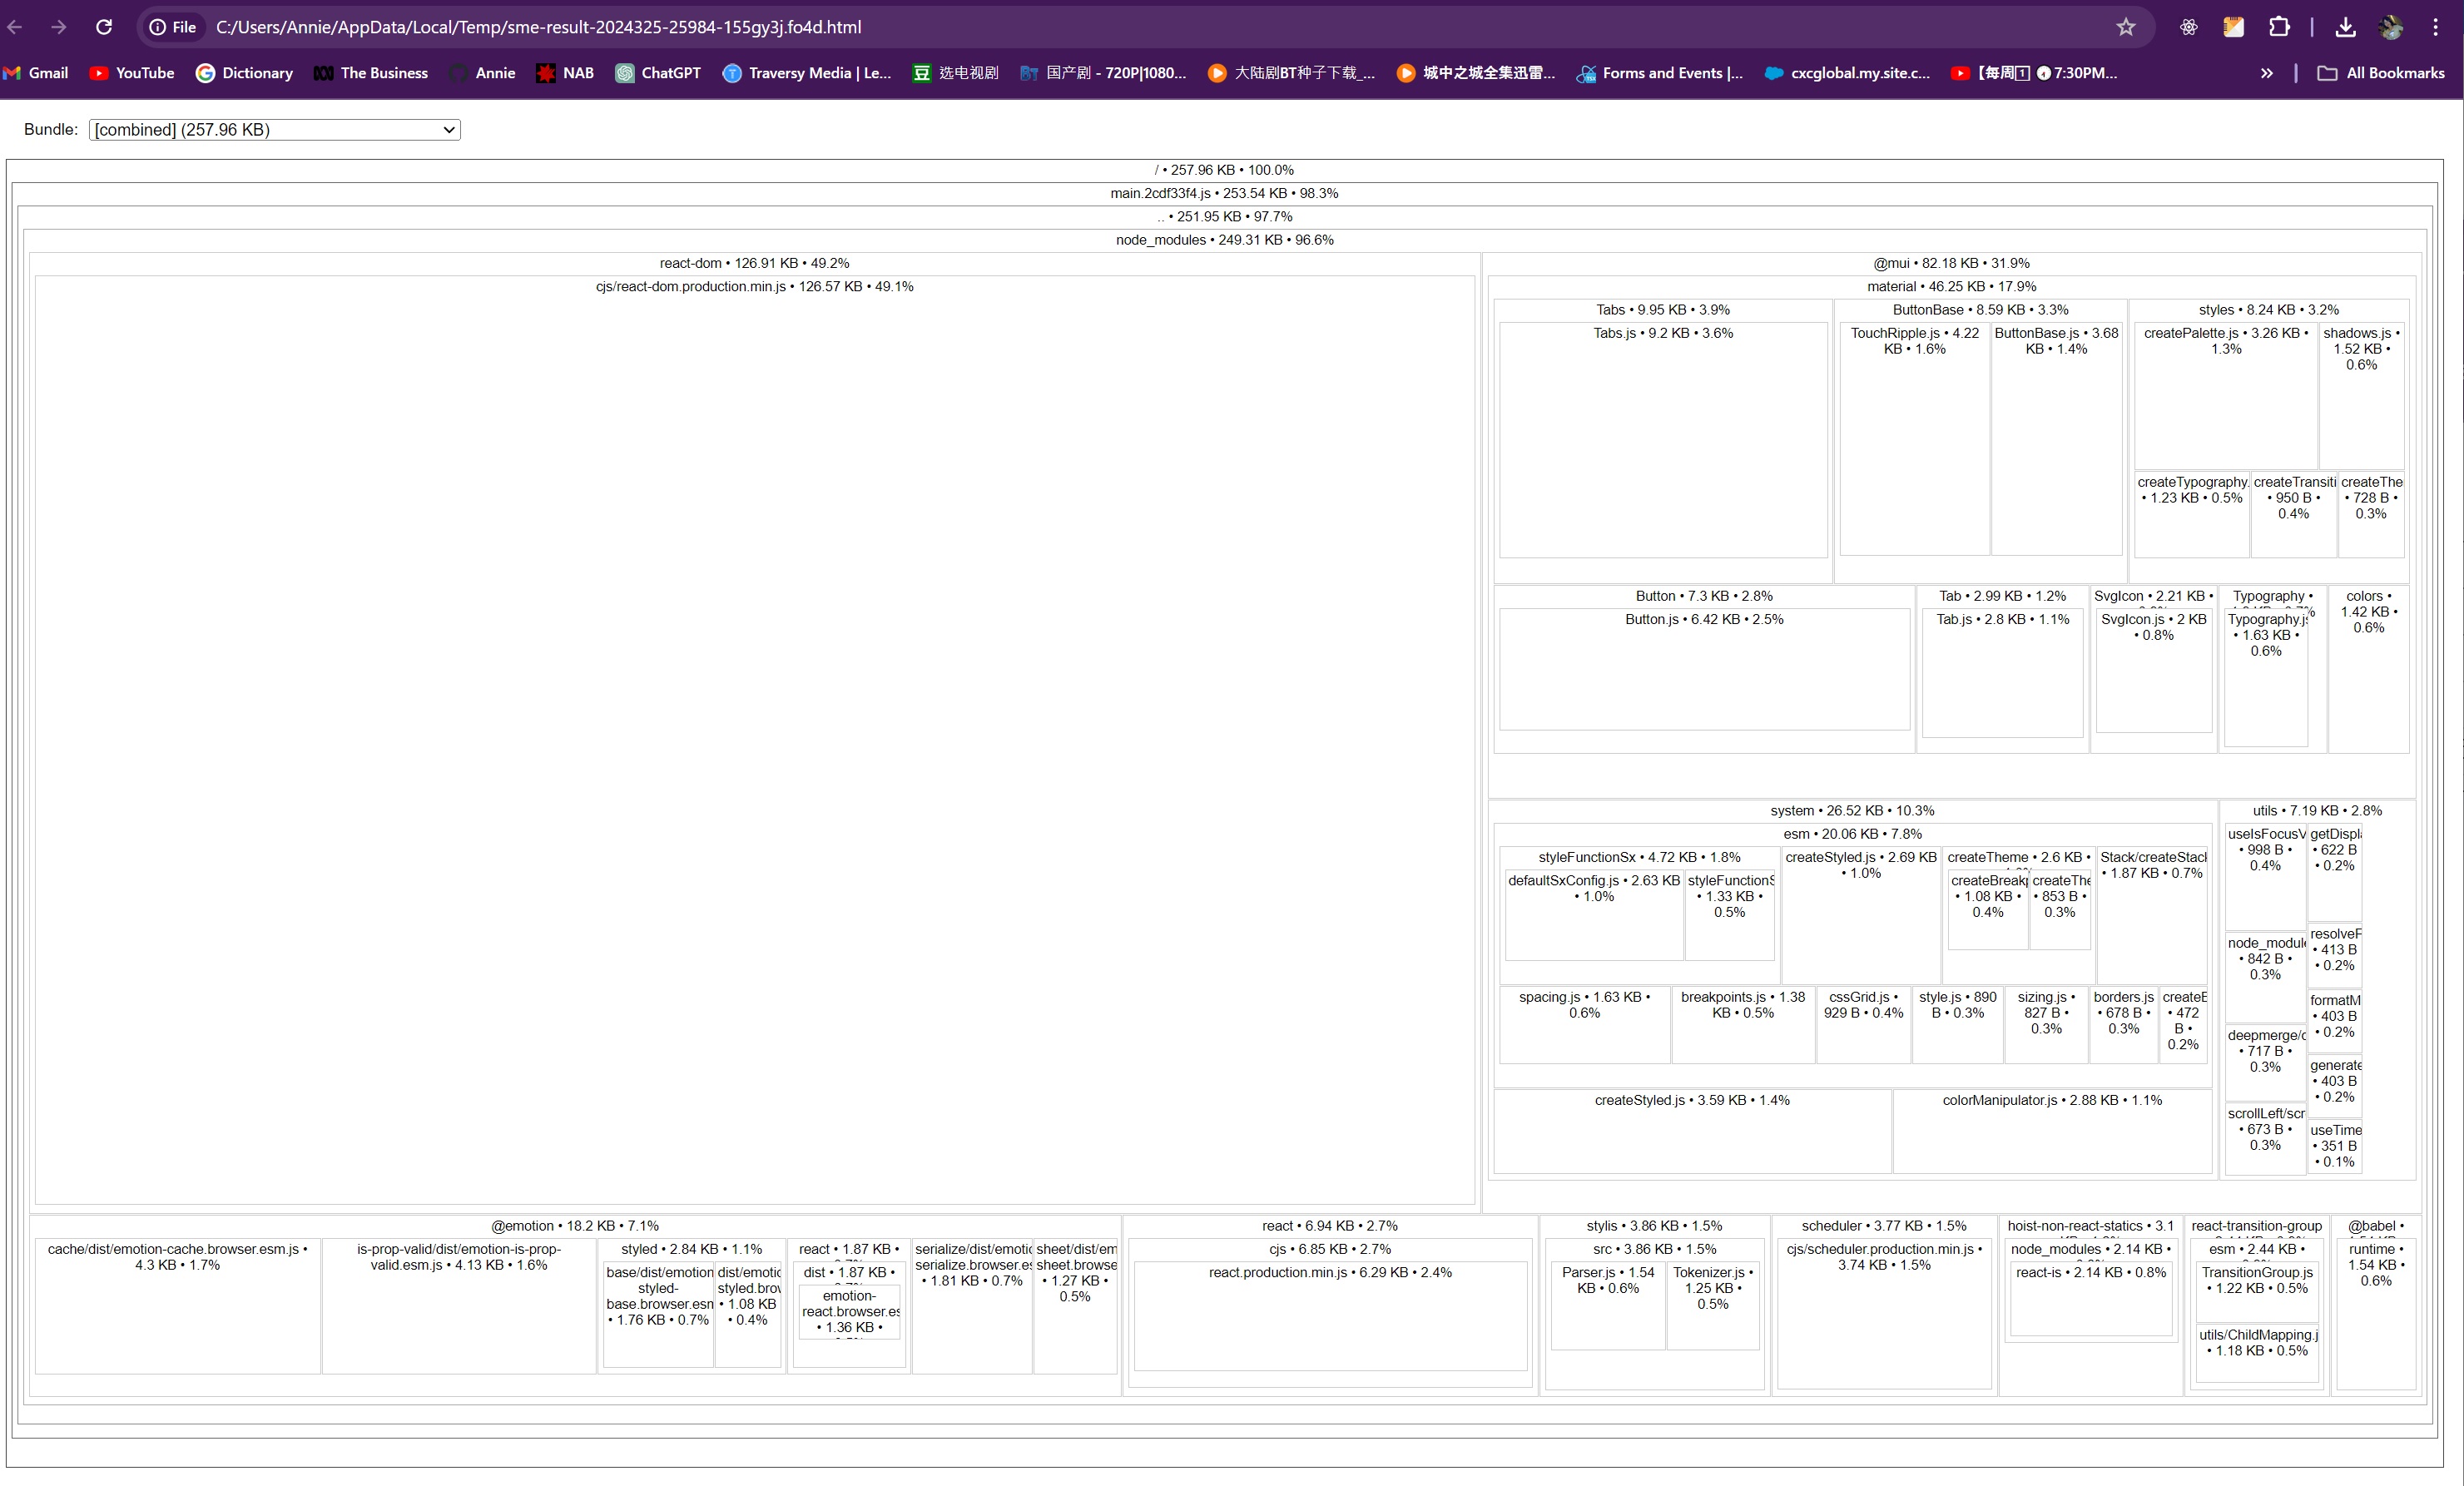 File
C:/Users/Annie/AppData/Local/Temp/sme-result-2024325-25984-155gy3j.fo4d.html
Gmail
YouTube
Dictionary
The Business
Annie
NAB
ChatGPT
Traversy Media | Le...
选电视剧
国产剧 - 720P|1080...
大陆剧BT种子下载_...
城中之城全集迅雷...
Forms and Events |...
cxcglobal.my.site.c...
【每周1️⃣ 🕢7:30PM...
»
All Bookmarks
Bundle: [combined] (257.96 KB)
/ • 257.96 KB • 100.0%
main.2cdf33f4.js • 253.54 KB • 98.3%
.. • 251.95 KB • 97.7%
node_modules • 249.31 KB • 96.6%
react-dom • 126.91 KB • 49.2%
cjs/react-dom.production.min.js • 126.57 KB • 49.1%
@mui • 82.18 KB • 31.9%
material • 46.25 KB • 17.9%
Tabs • 9.95 KB • 3.9%
Tabs.js • 9.2 KB • 3.6%
ButtonBase • 8.59 KB • 3.3%
TouchRipple.js • 4.22
KB • 1.6%
ButtonBase.js • 3.68
KB • 1.4%
styles • 8.24 KB • 3.2%
createPalette.js • 3.26 KB •
1.3%
shadows.js •
1.52 KB •
0.6%
createTypography.
• 1.23 KB • 0.5%
createTransiti
• 950 B •
0.4%
createThe
• 728 B •
0.3%
Button • 7.3 KB • 2.8%
Button.js • 6.42 KB • 2.5%
Tab • 2.99 KB • 1.2%
Tab.js • 2.8 KB • 1.1%
SvgIcon • 2.21 KB •
SvgIcon.js • 2 KB
• 0.8%
Typography •
Typography.js
• 1.63 KB •
0.6%
colors •
1.42 KB •
0.6%
system • 26.52 KB • 10.3%
esm • 20.06 KB • 7.8%
styleFunctionSx • 4.72 KB • 1.8%
defaultSxConfig.js • 2.63 KB
• 1.0%
styleFunctionS
• 1.33 KB •
0.5%
createStyled.js • 2.69 KB
• 1.0%
createTheme • 2.6 KB •
createBreakp
• 1.08 KB •
0.4%
createThe
• 853 B •
0.3%
Stack/createStack
• 1.87 KB • 0.7%
spacing.js • 1.63 KB •
0.6%
breakpoints.js • 1.38
KB • 0.5%
cssGrid.js •
929 B • 0.4%
style.js • 890
B • 0.3%
sizing.js •
827 B •
0.3%
borders.js
• 678 B •
0.3%
createB
• 472
B •
0.2%
createStyled.js • 3.59 KB • 1.4%
colorManipulator.js • 2.88 KB • 1.1%
utils • 7.19 KB • 2.8%
useIsFocusV
• 998 B •
0.4%
node_modul
• 842 B •
0.3%
deepmerge/d
• 717 B •
0.3%
scrollLeft/scr
• 673 B •
0.3%
getDispl
• 622 B
• 0.2%
resolveP
• 413 B
• 0.2%
formatM
• 403 B
• 0.2%
generate
• 403 B
• 0.2%
useTime
• 351 B
• 0.1%
@emotion • 18.2 KB • 7.1%
cache/dist/emotion-cache.browser.esm.js •
4.3 KB • 1.7%
is-prop-valid/dist/emotion-is-prop-
valid.esm.js • 4.13 KB • 1.6%
styled • 2.84 KB • 1.1%
base/dist/emotion
styled-
base.browser.esm
• 1.76 KB • 0.7%
dist/emotio
styled.brow
• 1.08 KB
• 0.4%
react • 1.87 KB •
dist • 1.87 KB •
emotion-
react.browser.es
• 1.36 KB •
serialize/dist/emotio
serialize.browser.es
• 1.81 KB • 0.7%
sheet/dist/em
sheet.browse
• 1.27 KB •
0.5%
react • 6.94 KB • 2.7%
cjs • 6.85 KB • 2.7%
react.production.min.js • 6.29 KB • 2.4%
stylis • 3.86 KB • 1.5%
src • 3.86 KB • 1.5%
Parser.js • 1.54
KB • 0.6%
Tokenizer.js •
1.25 KB •
0.5%
scheduler • 3.77 KB • 1.5%
cjs/scheduler.production.min.js •
3.74 KB • 1.5%
hoist-non-react-statics • 3.1
node_modules • 2.14 KB •
react-is • 2.14 KB • 0.8%
react-transition-group
esm • 2.44 KB •
TransitionGroup.js
• 1.22 KB • 0.5%
utils/ChildMapping.j
• 1.18 KB • 0.5%
@babel •
runtime •
1.54 KB •
0.6%